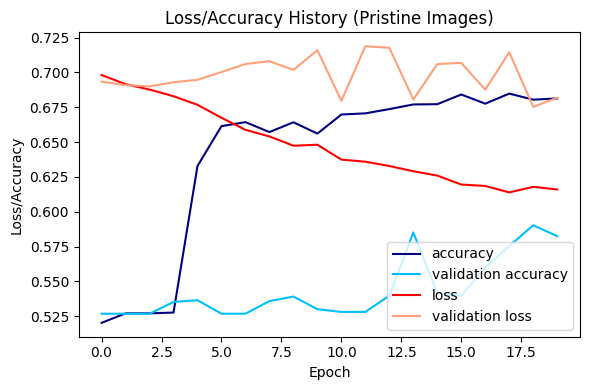 Loss/Accuracy History (Pristine Images)
Loss/Accuracy
0.725
0.700
0.675
0.650
0.625
0.600
0.575
0.550
0.525
accuracy
validation accuracy
loss
validation loss
0.0 2.5 5.0 7.5 10.0 12.5 15.0 17.5
Epoch